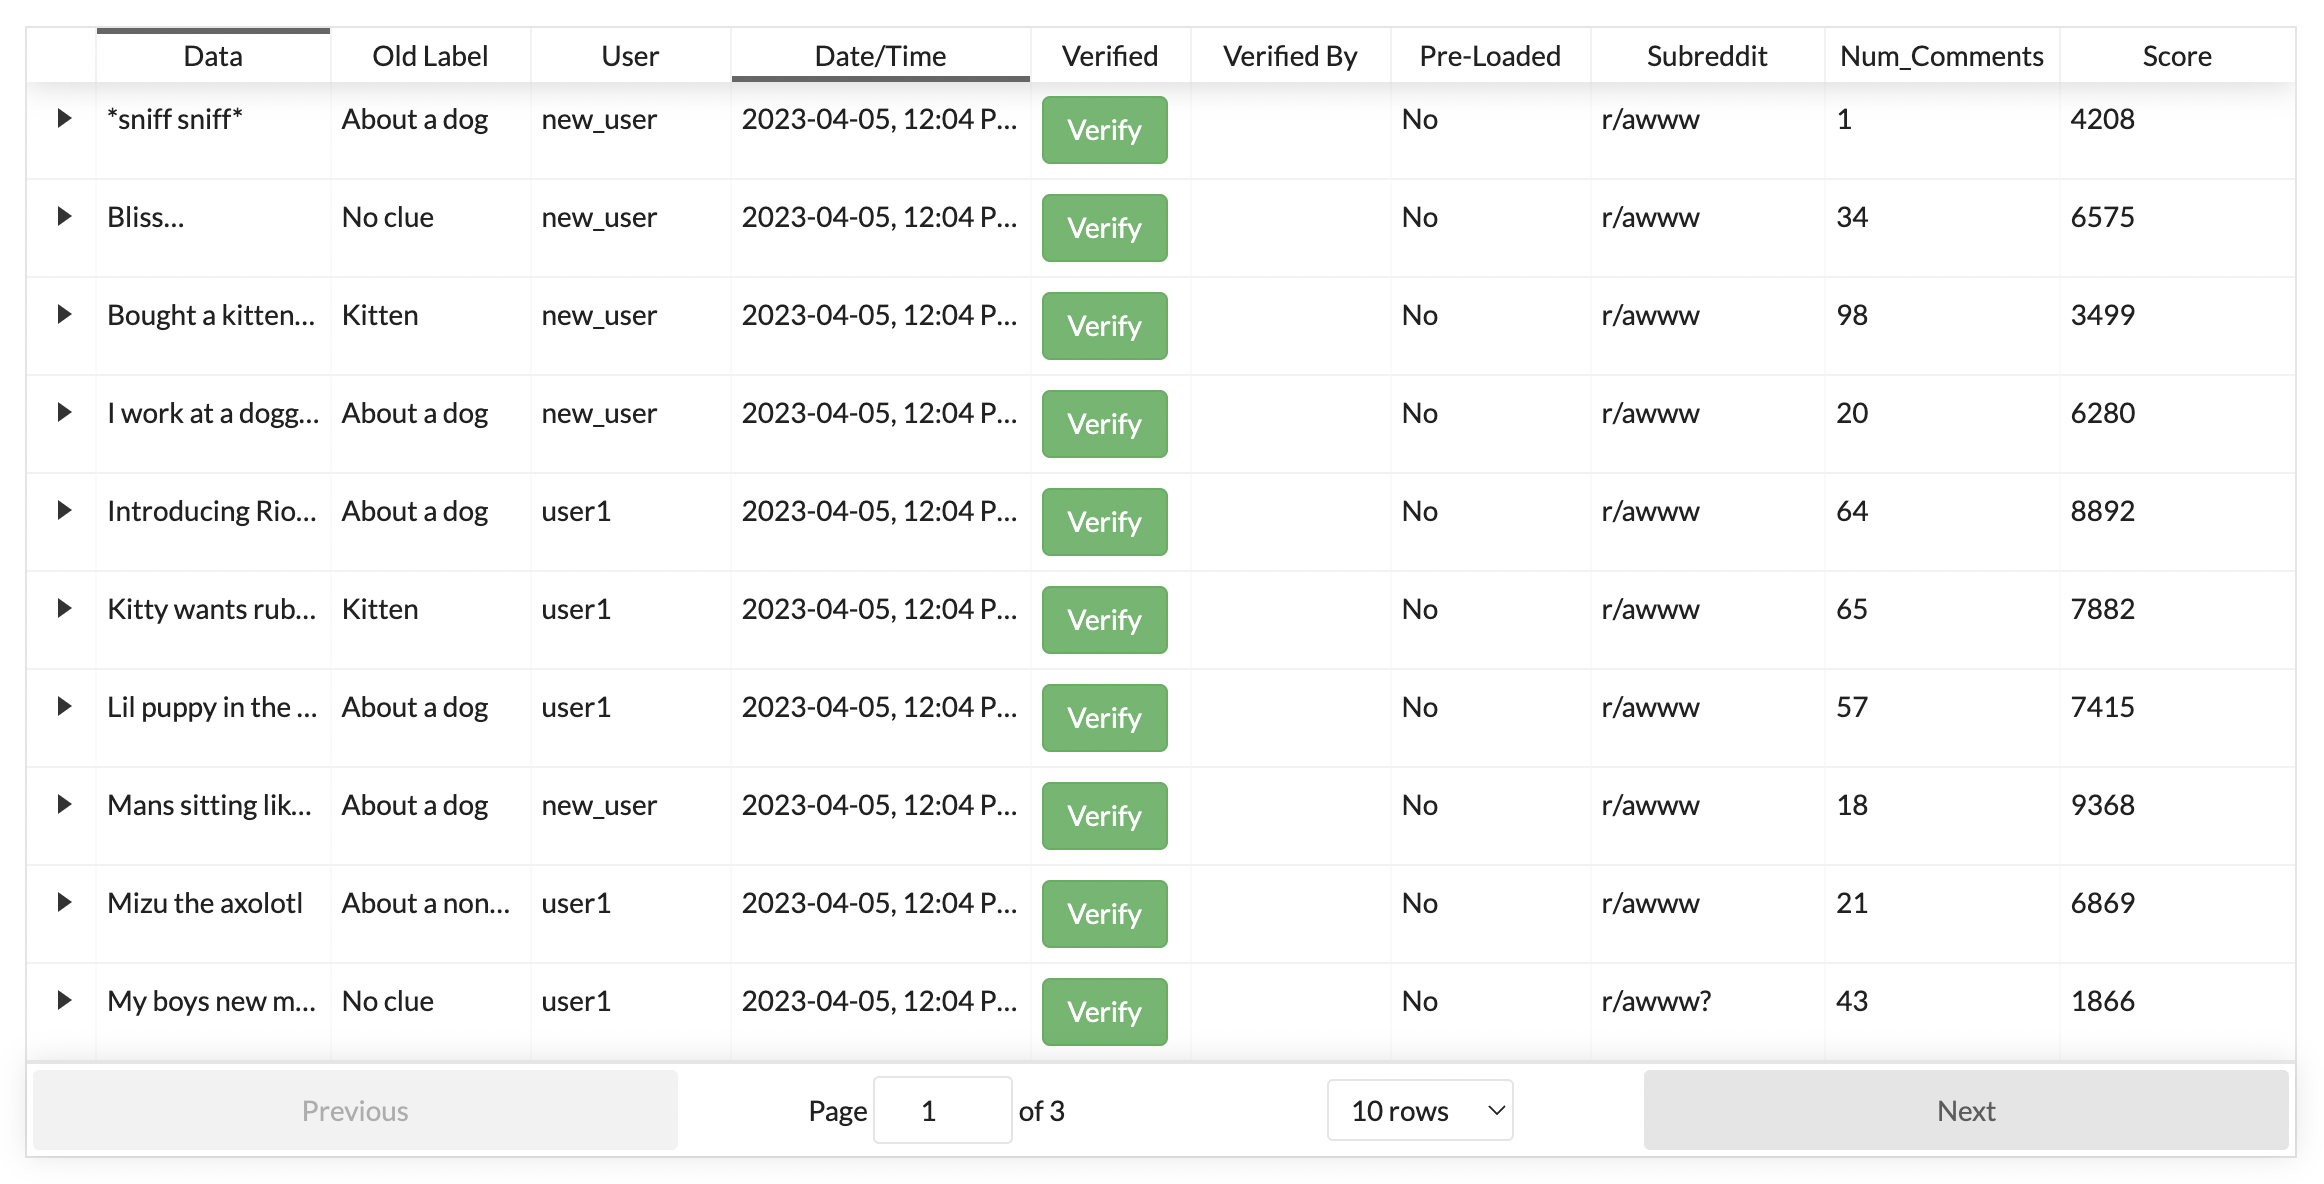 Data Old Label User Date/Time Verified Verified By Pre-Loaded Subreddit Num_Comments Score
*sniff sniff* About a dog new_user 2023-04-05, 12:04 P... Verify No r/awww 1 4208
Bliss... No clue new_user 2023-04-05, 12:04 P... Verify No r/awww 34 6575
Bought a kitten... Kitten new_user 2023-04-05, 12:04 P... Verify No r/awww 98 3499
I work at a dogg... About a dog new_user 2023-04-05, 12:04 P... Verify No r/awww 20 6280
Introducing Rio... About a dog user1 2023-04-05, 12:04 P... Verify No r/awww 64 8892
Kitty wants rub... Kitten user1 2023-04-05, 12:04 P... Verify No r/awww 65 7882
Lil puppy in the ... About a dog user1 2023-04-05, 12:04 P... Verify No r/awww 57 7415
Mans sitting lik... About a dog new_user 2023-04-05, 12:04 P... Verify No r/awww 18 9368
Mizu the axolotl About a non... user1 2023-04-05, 12:04 P... Verify No r/awww 21 6869
My boys new m... No clue user1 2023-04-05, 12:04 P... Verify No r/awww? 43 1866
Previous Page 1 of 3 10 rows Next